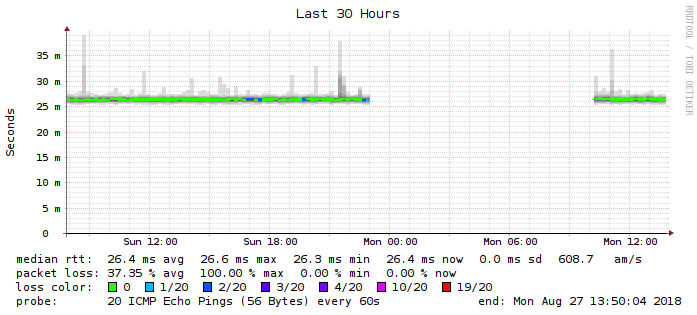 Last 30 Hours
RRDTOOL / TOBI OETIKER
Seconds
35 m
30 m
25 m
20 m
15 m
10 m
5 m
0
Sun 12:00 Sun 18:00 Mon 00:00 Mon 06:00 Mon 12:00
median rtt: 26.4 ms avg 26.6 ms max 26.3 ms min 26.4 ms now 0.0 ms sd 608.7 am/s
packet loss: 37.35 % avg 100.00 % max 0.00 % min 0.00 % now
loss color: 0 1/20 2/20 3/20 4/20 10/20 19/20
probe: 20 ICMP Echo Pings (56 Bytes) every 60s end: Mon Aug 27 13:50:04 2018